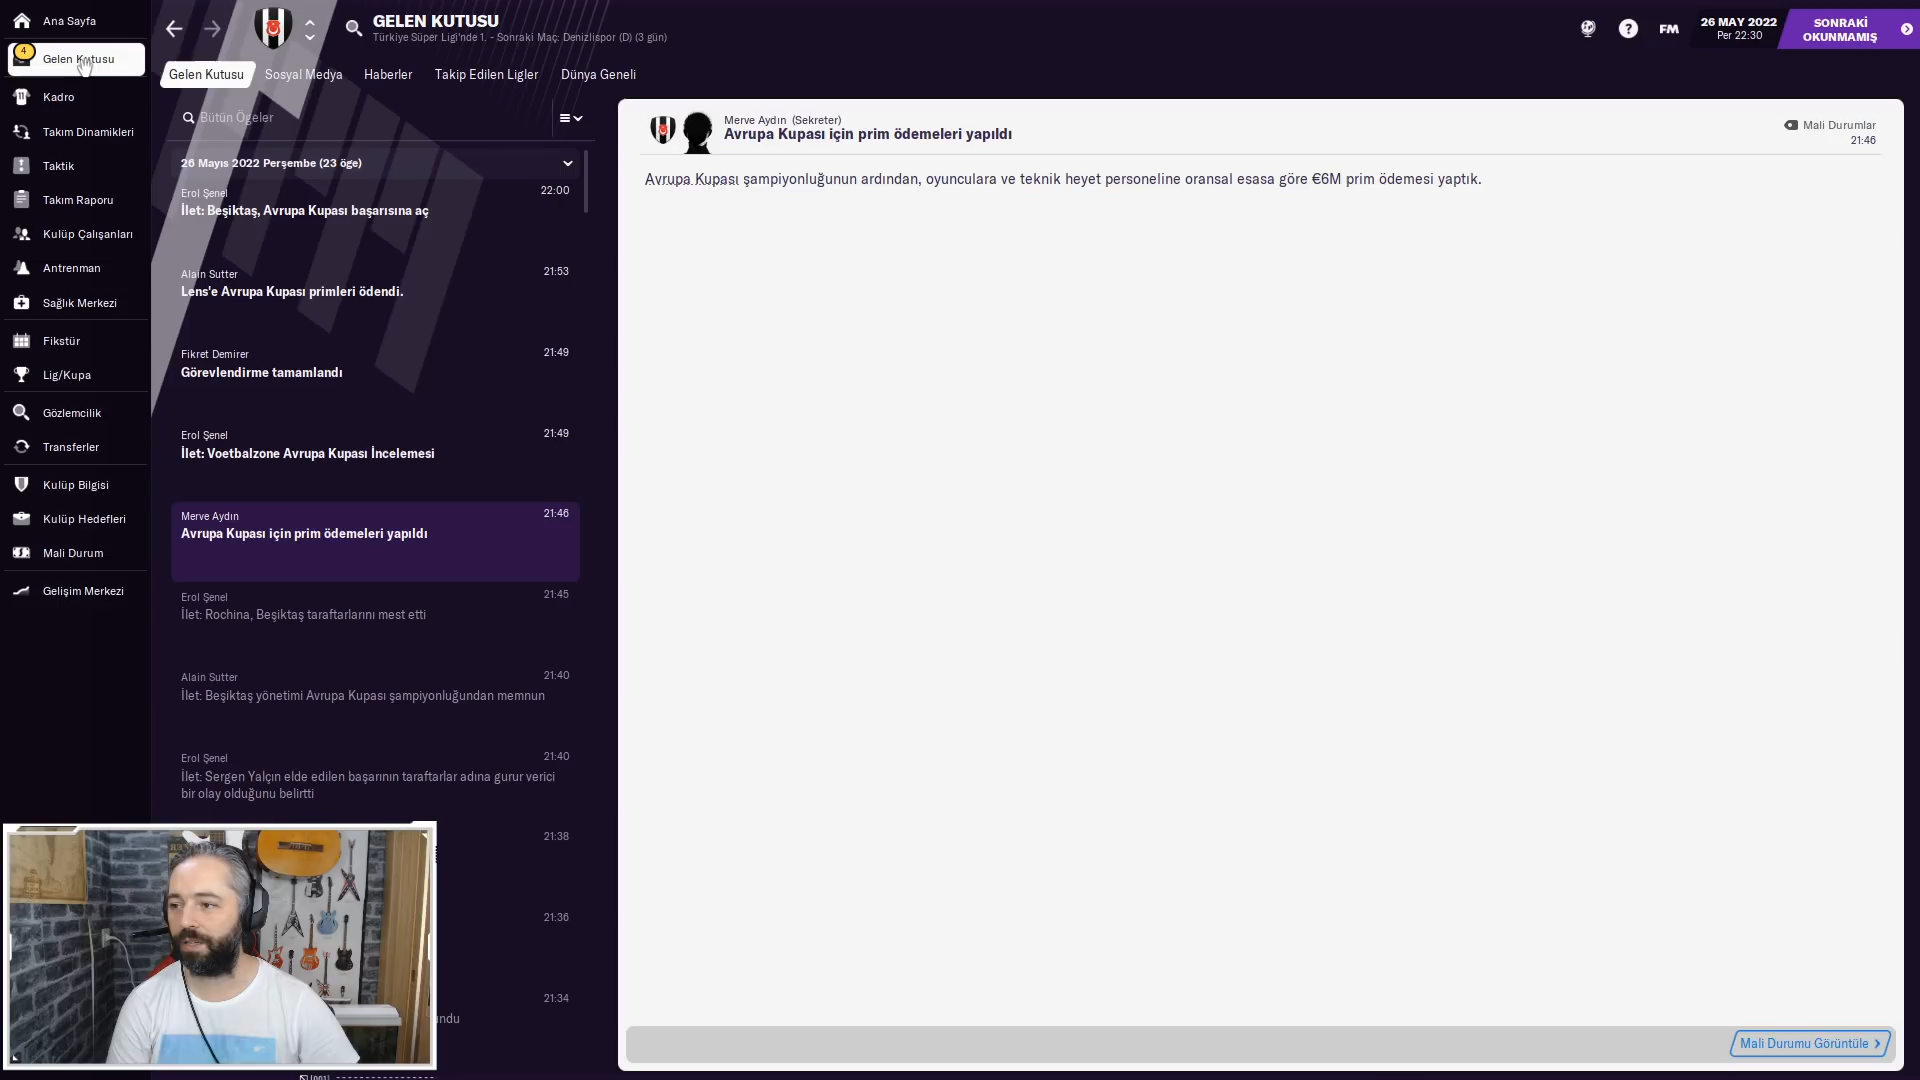 Ana Sayfa
4
Gelen Kutusu
Kadro
Takım Dinamikleri
Taktik
Takım Raporu
Kulüp Çalışanları
Antrenman
Sağlık Merkezi
Fikstür
Lig/Kupa
Gözlemcilik
Transferler
Kulüp Bilgisi
Kulüp Hedefleri
Mali Durum
Gelişim Merkezi
GELEN KUTUSU
Türkiye Süper Ligi'nde 1. - Sonraki Maç: Denizlispor (D) (3 gün)
FM
26 MAY 2022
Per 22:30
SONRAKİ
OKUNMAMIŞ
Gelen Kutusu Sosyal Medya Haberler Takip Edilen Ligler Dünya Geneli
Bütün Ögeler
26 Mayıs 2022 Perşembe (23 öge)
Erol Şenel 22:00
İlet: Beşiktaş, Avrupa Kupası başarısına aç
Alain Sutter 21:53
Lens'e Avrupa Kupası primleri ödendi.
Fikret Demirer 21:49
Görevlendirme tamamlandı
Erol Şenel 21:49
İlet: Voetbalzone Avrupa Kupası İncelemesi
Merve Aydın 21:46
Avrupa Kupası için prim ödemeleri yapıldı
Erol Şenel 21:45
İlet: Rochina, Beşiktaş taraftarlarını mest etti
Alain Sutter 21:40
İlet: Beşiktaş yönetimi Avrupa Kupası şampiyonluğundan memnun
Erol Şenel 21:40
İlet: Sergen Yalçın elde edilen başarının taraftarlar adına gurur verici
bir olay olduğunu belirtti
21:38
21:36
21:34
Merve Aydın (Sekreter)
Avrupa Kupası için prim ödemeleri yapıldı
Mali Durumlar
21:46
Avrupa Kupası şampiyonluğunun ardından, oyunculara ve teknik heyet personeline oransal esasa göre €6M prim ödemesi yaptık.
Mali Durumu Görüntüle